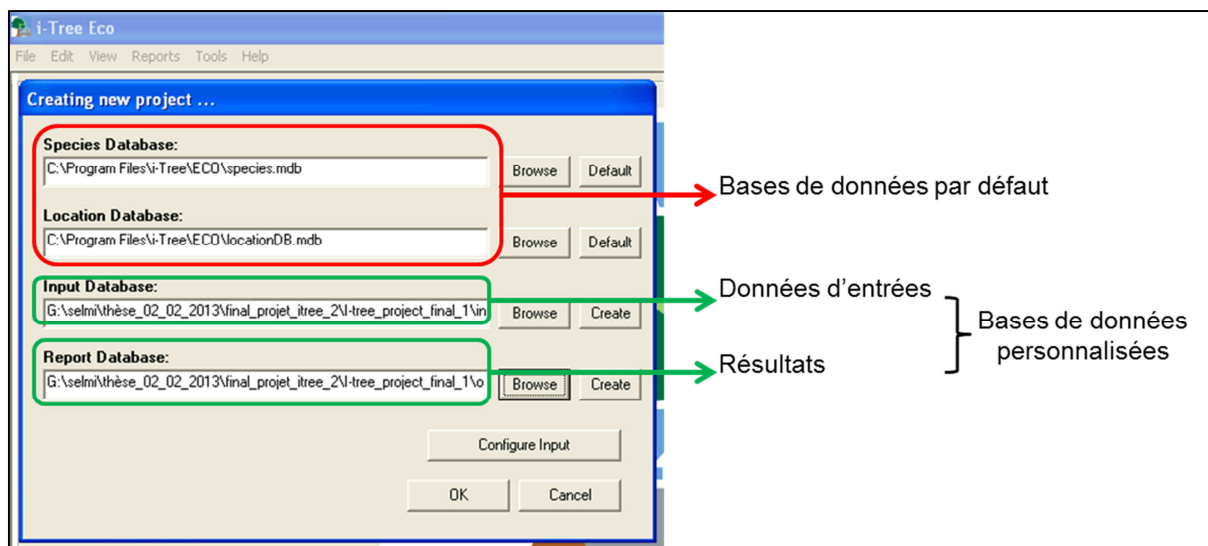 i-Tree Eco
File Edit View Reports Tools Help
Creating new project ...
Species Database:
C:\Program Files\i-Tree\ECO\species.mdb
Browse
Default
Bases de données par défaut
Location Database:
C:\Program Files\i-Tree\ECO\locationDB.mdb
Browse
Default
Input Database:
G:\selmi\thèse_02_02_2013\final_projet_itree_2\I-tree_project_final_1\in
Browse
Create
Données d'entrées
Bases de données
personnalisées
Report Database:
G:\selmi\thèse_02_02_2013\final_projet_itree_2\I-tree_project_final_1\o
Browse
Create
Résultats
Configure Input
OK
Cancel